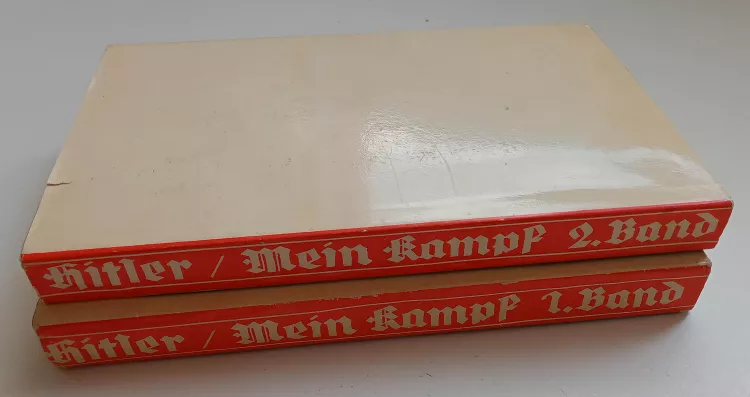 Hitler / Mein Kampf 2. Band
Hitler / Mein Kampf 1. Band